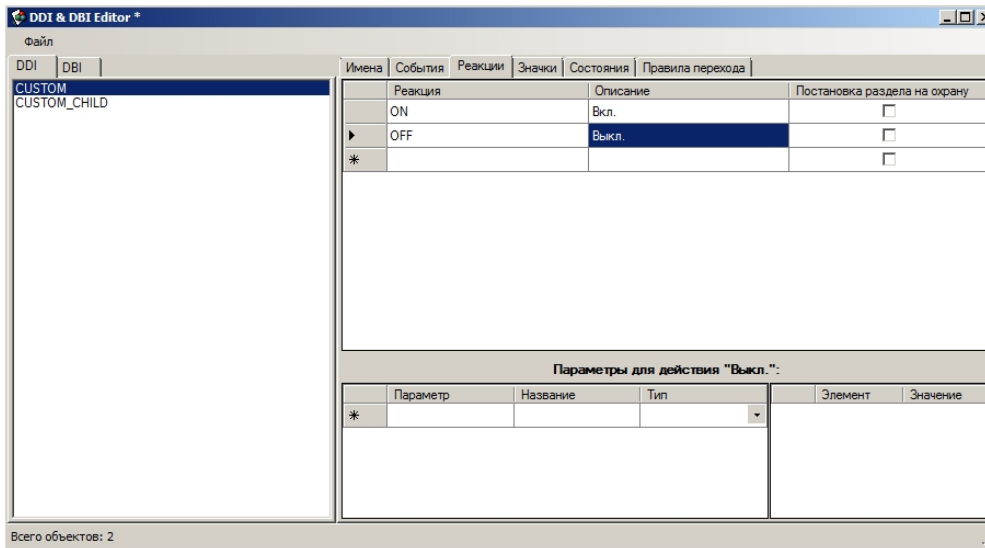 DDI & DBI Editor *
Файл
DDI DBI
Имена События Реакции Значки Состояния Правила перехода
CUSTOM
CUSTOM_CHILD
Реакция Описание Постановка раздела на охрану
ON Вкл.
OFF Выкл.
Параметры для действия "Выкл.":
Параметр Название Тип Элемент Значение
Всего объектов: 2